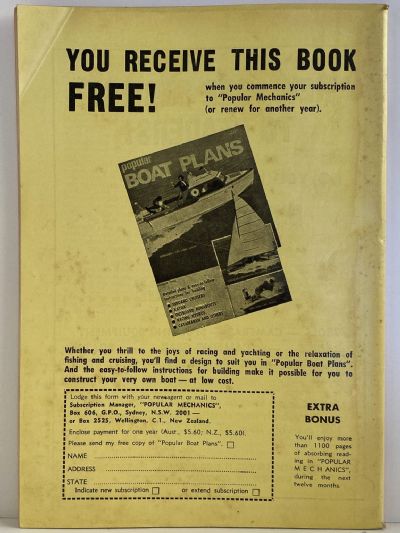 YOU RECEIVE THIS BOOK
FREE!
when you commence your subscription
to "Popular Mechanics"
(or renew for another year).
popular
BOAT PLANS
Whether you thrill to the joys of racing and yachting or the relaxation of
fishing and cruising, you'll find a design to suit you in "Popular Boat Plans".
And the easy-to-follow instructions for building make it possible for you to
construct your very own boat — at low cost.
Lodge this form with your newsagent or mail to
Subscription Manager, "POPULAR MECHANICS",
Box 606, G.P.O., Sydney, N.S.W. 2001 —
or Box 2525, Wellington, C.1., New Zealand.
Enclose payment for one year (Aust., $5.60; N.Z., $5.60).
Please send my free copy of "Popular Boat Plans".
NAME
ADDRESS
STATE
Indicate new subscription
or extend subscription
EXTRA
BONUS
You'll enjoy more
than 1100 pages
of absorbing read-
ing in "POPULAR
MECHANICS",
during the next
twelve months.